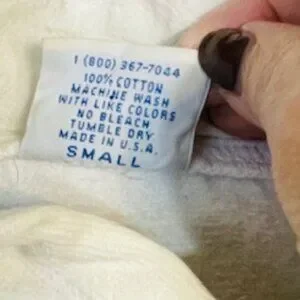 1 (800) 367-7044
100% COTTON
MACHINE WASH
WITH LIKE COLORS
NO BLEACH
TUMBLE DRY
MADE IN U.S.A.
SMALL